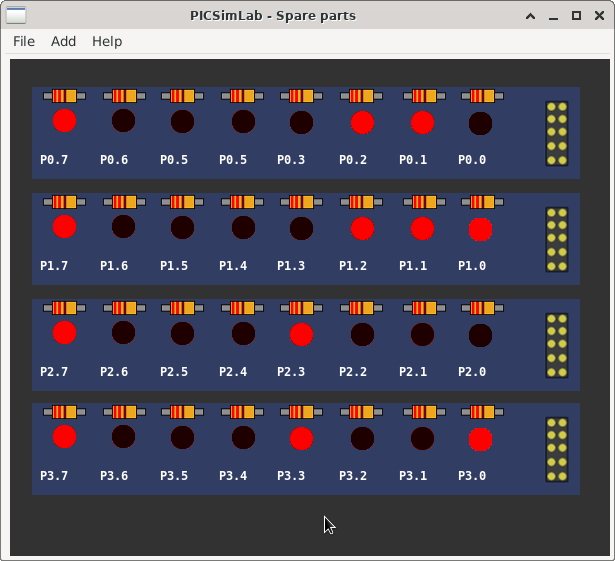 PICSimLab - Spare parts
File Add Help
P0.7 P0.6 P0.5 P0.5 P0.3 P0.2 P0.1 P0.0
P1.7 P1.6 P1.5 P1.4 P1.3 P1.2 P1.1 P1.0
P2.7 P2.6 P2.5 P2.4 P2.3 P2.2 P2.1 P2.0
P3.7 P3.6 P3.5 P3.4 P3.3 P3.2 P3.1 P3.0